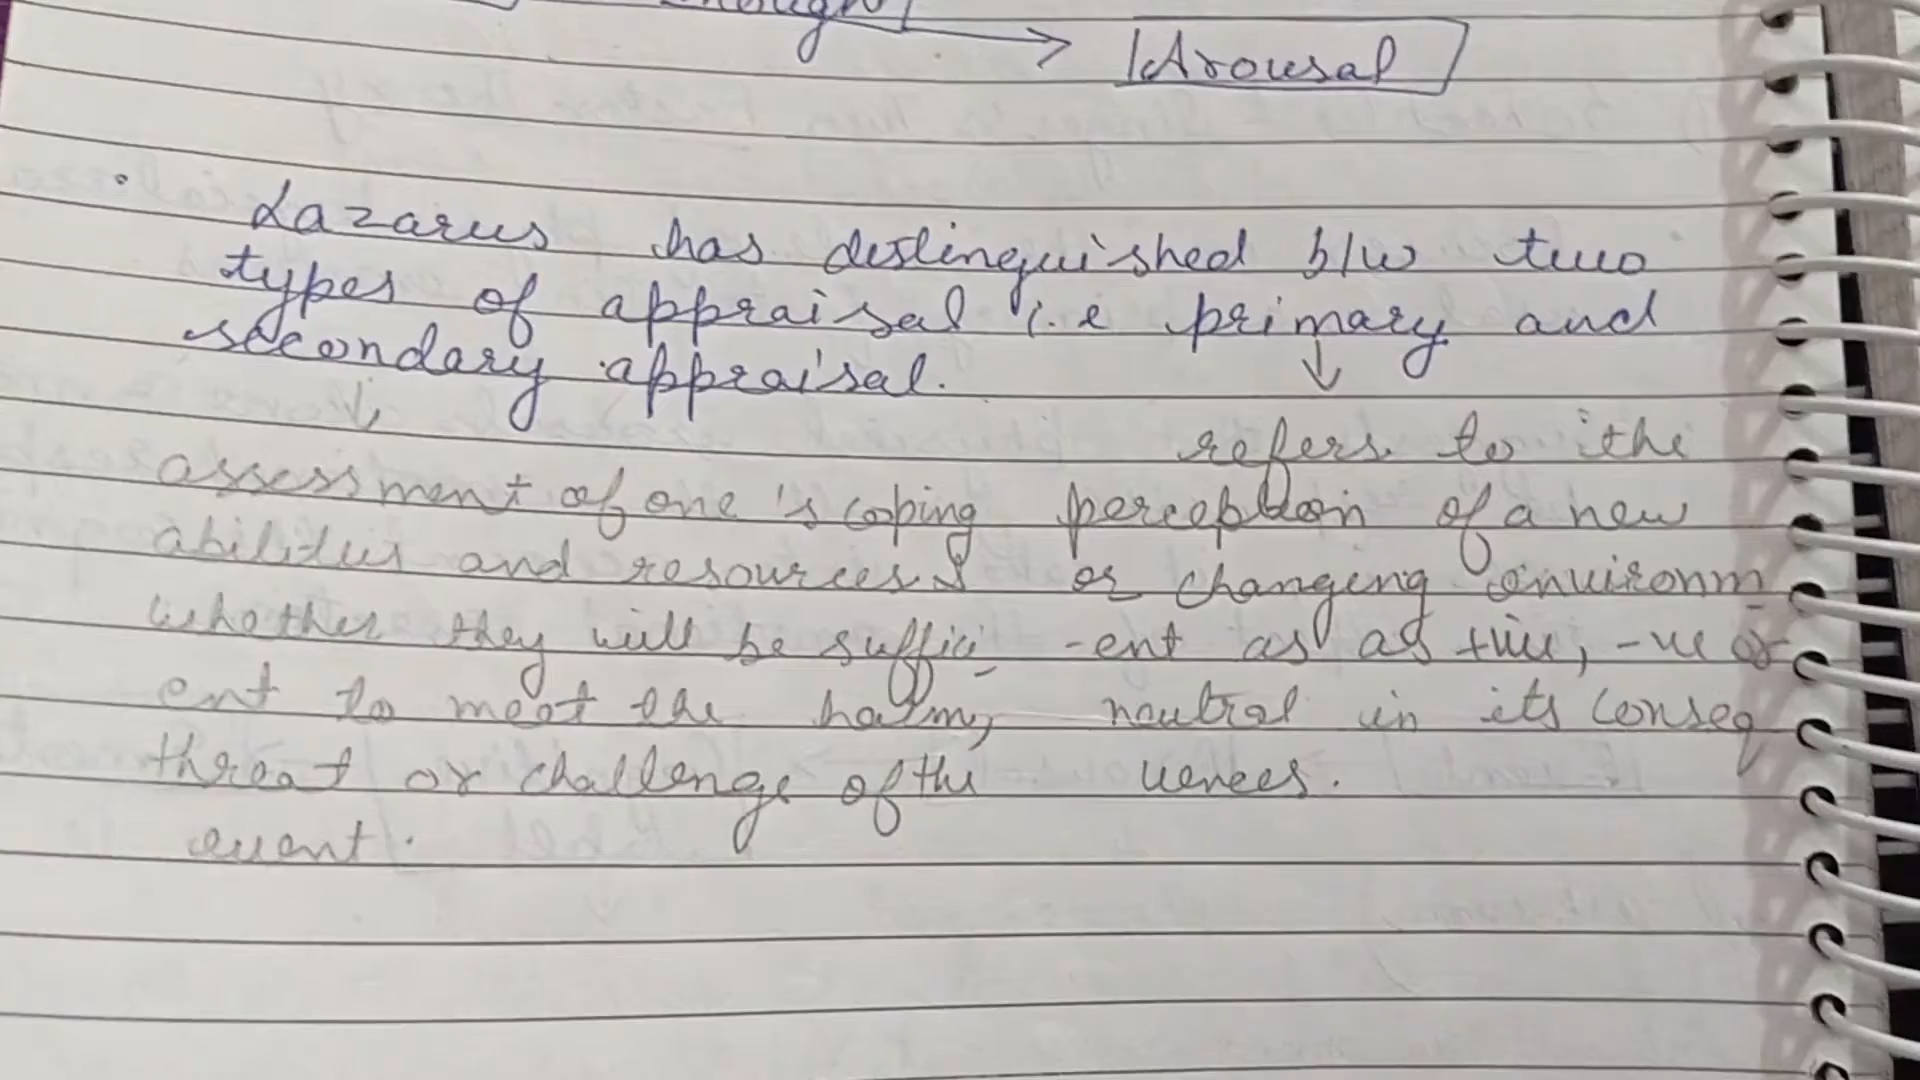 Arousal
• Lazarus has distinguished b/w two
types of appraisal i.e primary and
secondary appraisal.
refers to the
perception of a new
or changing environm
-ent as as +ive, -ve or
neutral in its conseq
uences.
assessment of one's coping
abilities and resources &
whether they will be suffici-
ent to meet the harm,
threat or challenge of the
event.